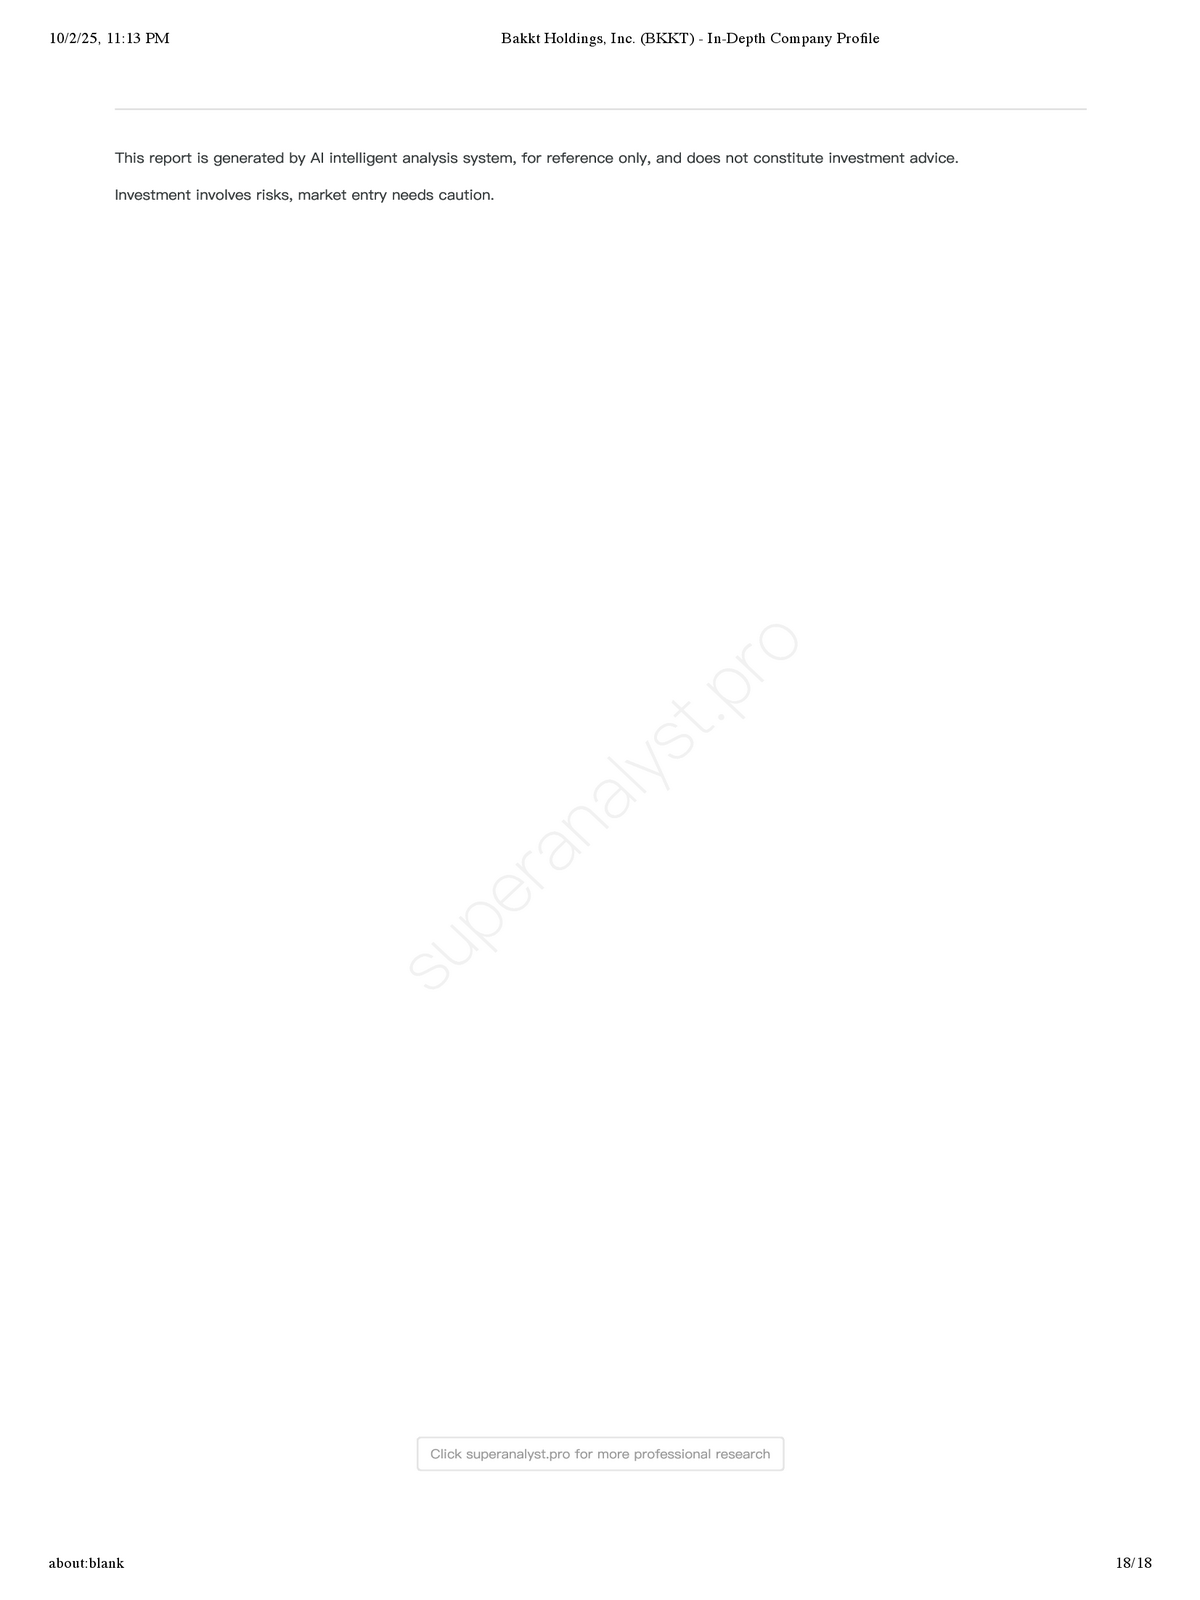 10/2/25, 11:13 PM Bakkt Holdings, Inc. (BKKT) - In-Depth Company Profile
This report is generated by AI intelligent analysis system, for reference only, and does not constitute investment advice.
Investment involves risks, market entry needs caution.
superanalyst.pro
Click superanalyst.pro for more professional research
about:blank 18/18